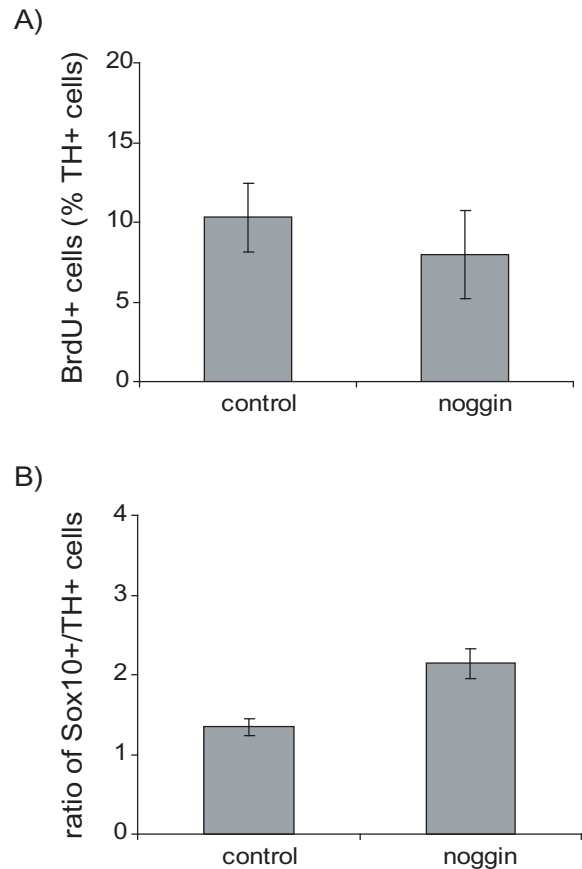 A)
BrdU+ cells (% TH+ cells)
20
15
10
5
0
control noggin
B)
ratio of Sox10+/TH+ cells
4
3
2
1
0
control noggin